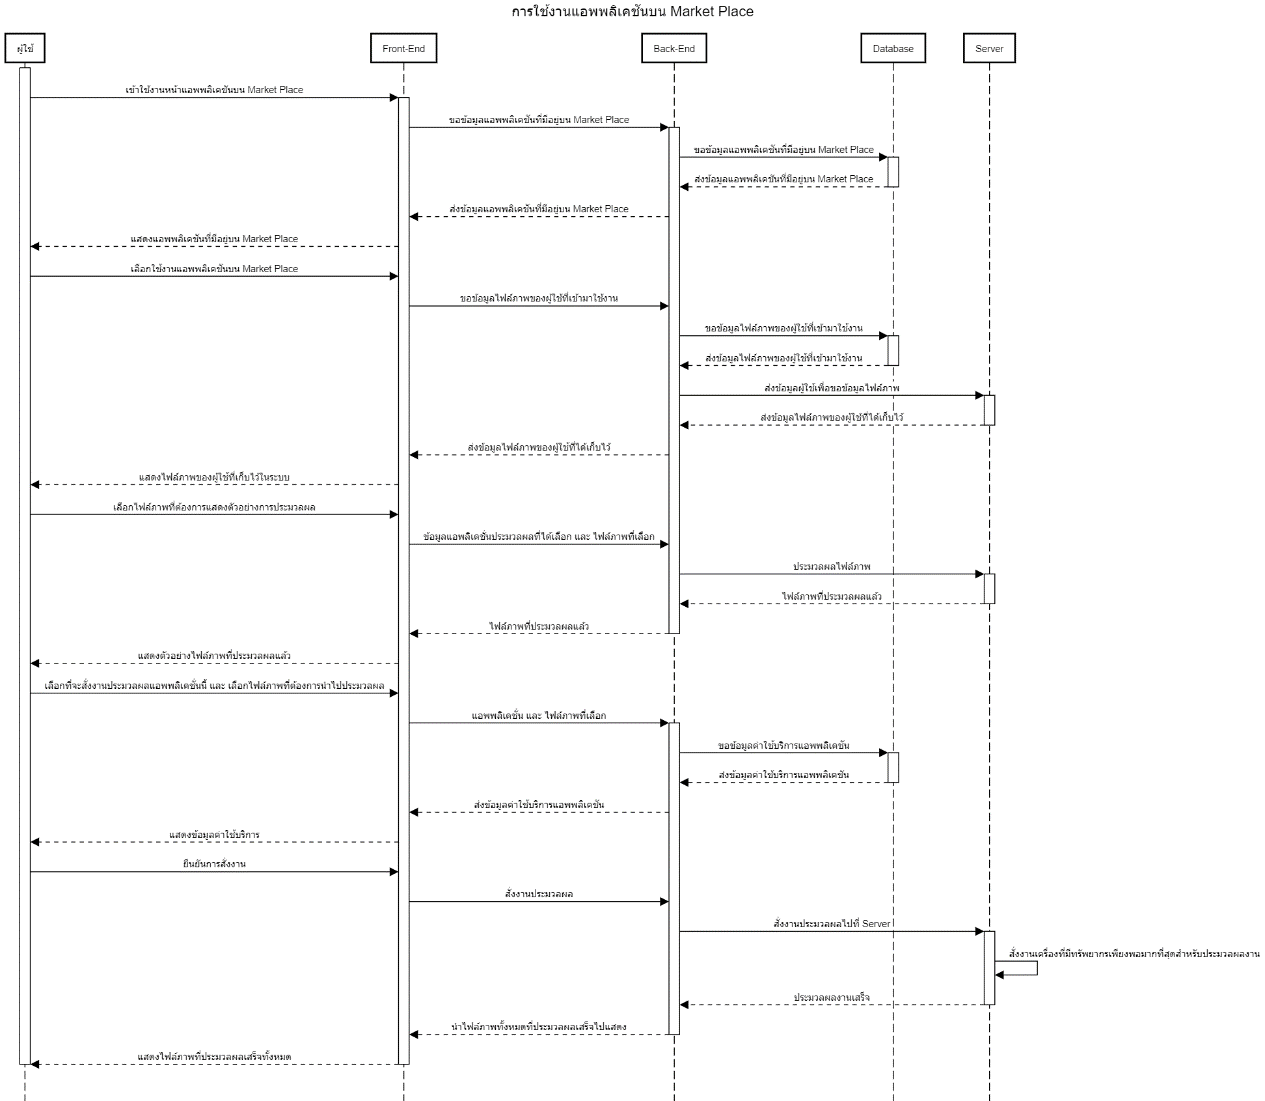 การใช้งานแอพพลิเคชันบน Market Place
ผู้ใช้
Front-End
Back-End
Database
Server
เข้าใช้งานหน้าแอพพลิเคชันบน Market Place
ขอข้อมูลแอพพลิเคชันที่มีอยู่บน Market Place
ขอข้อมูลแอพพลิเคชันที่มีอยู่บน Market Place
ส่งข้อมูลแอพพลิเคชันที่มีอยู่บน Market Place
ส่งข้อมูลแอพพลิเคชันที่มีอยู่บน Market Place
แสดงแอพพลิเคชันที่มีอยู่บน Market Place
เลือกใช้งานแอพพลิเคชันบน Market Place
ขอข้อมูลไฟล์ภาพของผู้ใช้ที่เข้ามาใช้งาน
ขอข้อมูลไฟล์ภาพของผู้ใช้ที่เข้ามาใช้งาน
ส่งข้อมูลไฟล์ภาพของผู้ใช้ที่เข้ามาใช้งาน
ส่งข้อมูลผู้ใช้เพื่อขอข้อมูลไฟล์ภาพ
ส่งข้อมูลไฟล์ภาพของผู้ใช้ที่ได้เก็บไว้
ส่งข้อมูลไฟล์ภาพของผู้ใช้ที่ได้เก็บไว้
แสดงไฟล์ภาพของผู้ใช้ที่เก็บไว้ในระบบ
เลือกไฟล์ภาพที่ต้องการแสดงตัวอย่างการประมวลผล
ข้อมูลแอพลิเคชั่นประมวลผลที่ได้เลือก และ ไฟล์ภาพที่เลือก
ประมวลผลไฟล์ภาพ
ไฟล์ภาพที่ประมวลผลแล้ว
ไฟล์ภาพที่ประมวลผลแล้ว
แสดงตัวอย่างไฟล์ภาพที่ประมวลผลแล้ว
เลือกที่จะสั่งงานประมวลผลแอพพลิเคชั่นนี้ และ เลือกไฟล์ภาพที่ต้องการนำไปประมวลผล
แอพพลิเคชั่น และ ไฟล์ภาพที่เลือก
ขอข้อมูลค่าใช้บริการแอพพลิเคชัน
ส่งข้อมูลค่าใช้บริการแอพพลิเคชัน
ส่งข้อมูลค่าใช้บริการแอพพลิเคชัน
แสดงข้อมูลค่าใช้บริการ
ยืนยันการสั่งงาน
สั่งงานประมวลผล
สั่งงานประมวลผลไปที่ Server
สั่งงานเครื่องที่มีทรัพยากรเพียงพอมากที่สุดสำหรับประมวลผลงาน
ประมวลผลงานเสร็จ
นำไฟล์ภาพทั้งหมดที่ประมวลผลเสร็จไปแสดง
แสดงไฟล์ภาพที่ประมวลผลเสร็จทั้งหมด